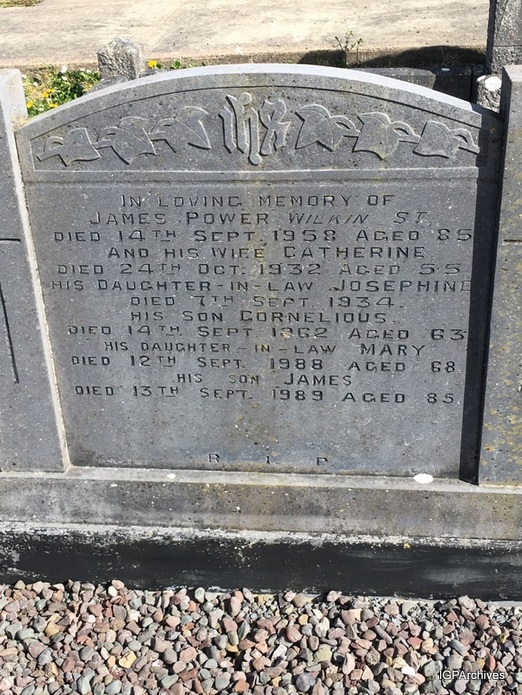 IHS
IN LOVING MEMORY OF
JAMES POWER WILKIN ST.
DIED 14TH SEPT. 1958 AGED 85
AND HIS WIFE CATHERINE
DIED 24TH OCT. 1932 AGED 55
HIS DAUGHTER-IN-LAW JOSEPHINE
DIED 7TH SEPT. 1934.
HIS SON CORNELIOUS.
DIED 14TH SEPT. 1962 AGED 63.
HIS DAUGHTER-IN-LAW MARY
DIED 12TH SEPT. 1988 AGED 68.
HIS SON JAMES
DIED 13TH SEPT. 1989 AGED 85.
R I P
IGPArchives